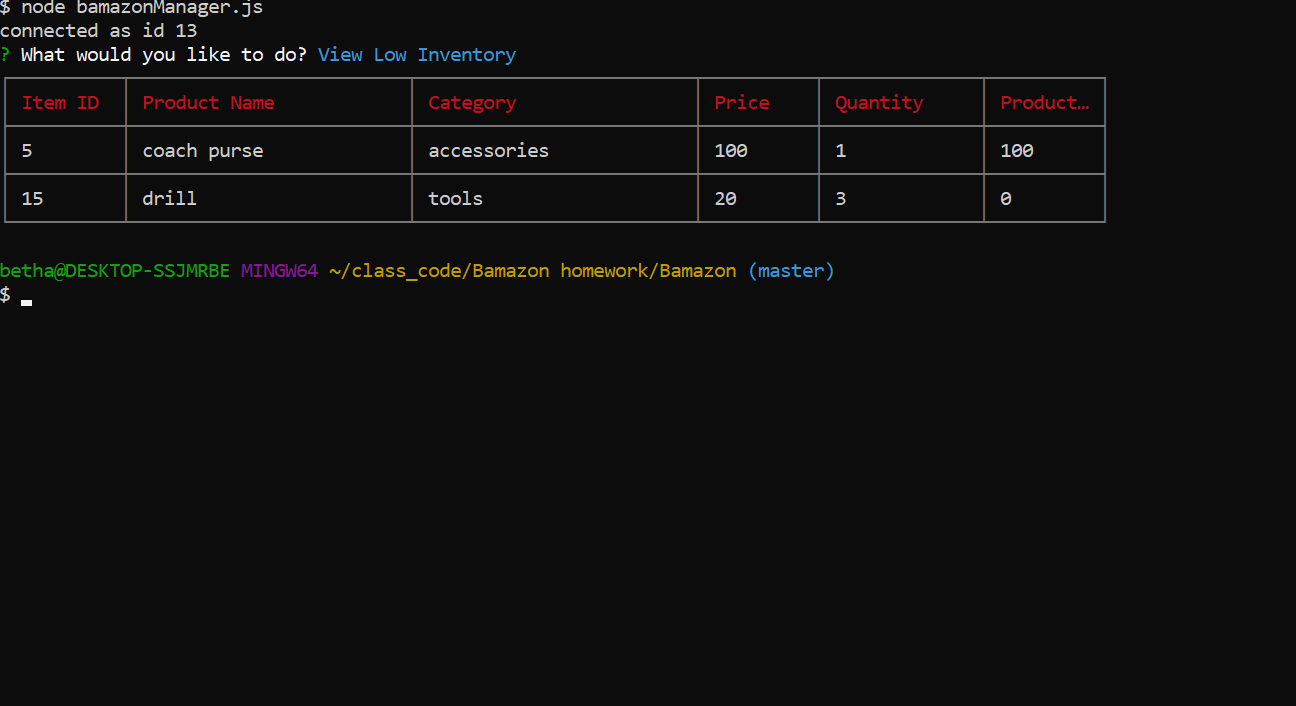 $ node bamazonManager.js
connected as id 13
? What would you like to do? View Low Inventory
Item ID Product Name Category Price Quantity Product…
5 coach purse accessories 100 1 100
15 drill tools 20 3 0
betha@DESKTOP-SSJMRBE MINGW64 ~/class_code/Bamazon homework/Bamazon (master)
$